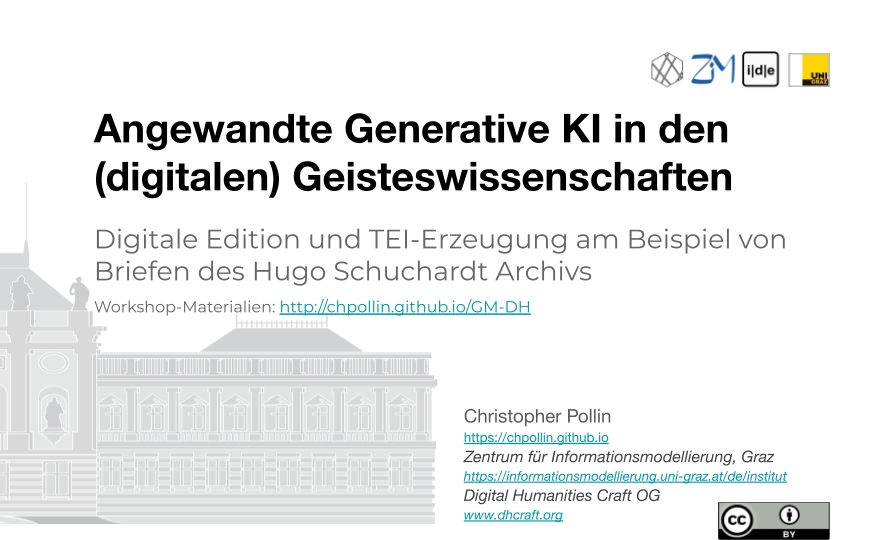 ZIM
i|d|e
UNI
GRAZ
Angewandte Generative KI in den
(digitalen) Geisteswissenschaften
Digitale Edition und TEI-Erzeugung am Beispiel von
Briefen des Hugo Schuchardt Archivs
Workshop-Materialien: http://chpollin.github.io/GM-DH
Christopher Pollin
https://chpollin.github.io
Zentrum für Informationsmodellierung, Graz
https://informationsmodellierung.uni-graz.at/de/institut
Digital Humanities Craft OG
www.dhcraft.org
cc
BY